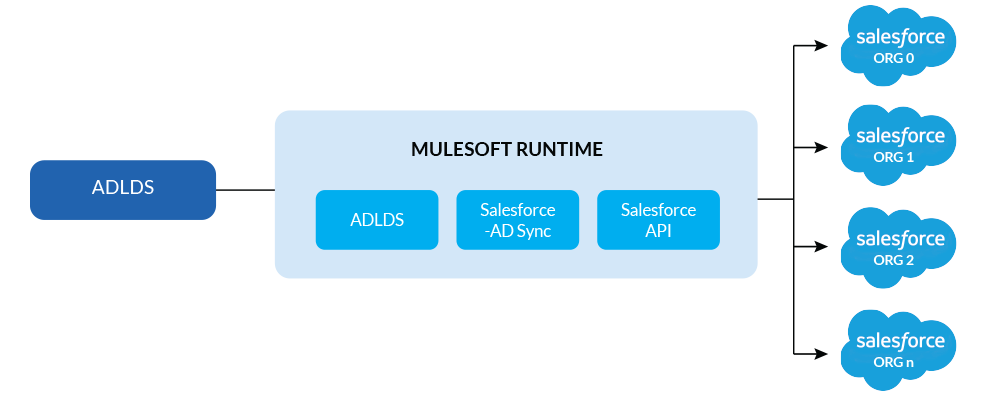 ADLDS
MULESOFT RUNTIME
ADLDS
Salesforce
-AD Sync
Salesforce
API
salesforce
ORG 0
salesforce
ORG 1
salesforce
ORG 2
salesforce
ORG n